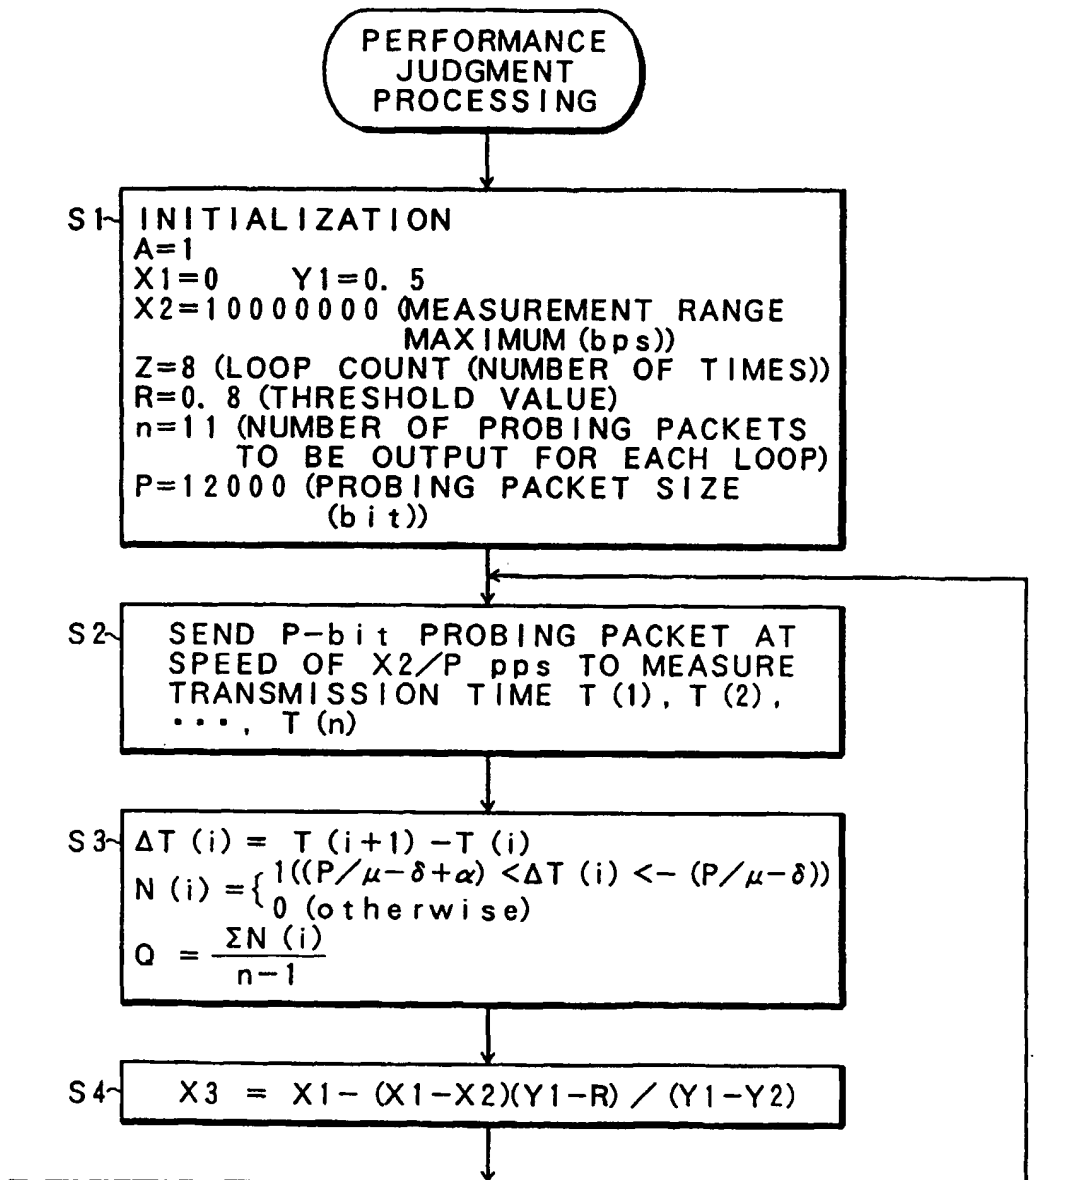 PERFORMANCE
JUDGMENT
PROCESSING
S1 INITIALIZATION
A=1
X1=0 Y1=0.5
X2=10000000 (MEASUREMENT RANGE
MAXIMUM (bps))
Z=8 (LOOP COUNT (NUMBER OF TIMES))
R=0.8 (THRESHOLD VALUE)
n=11 (NUMBER OF PROBING PACKETS
TO BE OUTPUT FOR EACH LOOP)
P=12000 (PROBING PACKET SIZE
(bit))
S2 SEND P-bit PROBING PACKET AT
SPEED OF X2/P pps TO MEASURE
TRANSMISSION TIME T(1), T(2),
..., T(n)
S3 ΔT(i) = T(i+1)-T(i)
N(i)={ 1((P/μ-δ+α)<ΔT(i)<-(P/μ-δ))
0 (otherwise)
Q = ΣN(i)
n-1
S4 X3 = X1-(X1-X2)(Y1-R)/(Y1-Y2)